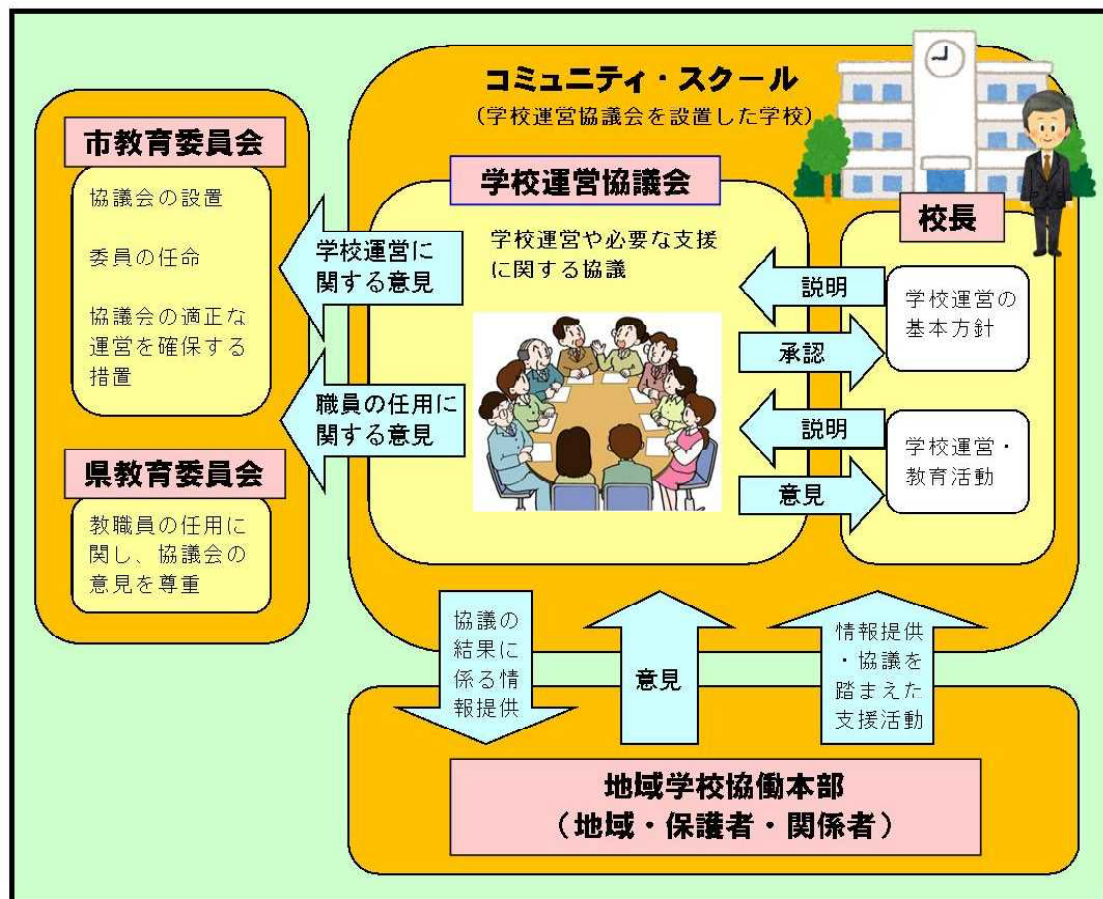 コミュニティ・スクール
(学校運営協議会を設置した学校)
市教育委員会
協議会の設置
委員の任命
協議会の適正な
運営を確保する
措置
県教育委員会
教職員の任用に
関し、協議会の
意見を尊重
学校運営に
関する意見
職員の任用に
関する意見
学校運営協議会
学校運営や必要な支援
に関する協議
校長
説明
承認
学校運営の
基本方針
説明
意見
学校運営・
教育活動
協議の
結果に
係る情
報提供
意見
情報提供
・協議を
踏まえた
支援活動
地域学校協働本部
(地域・保護者・関係者)